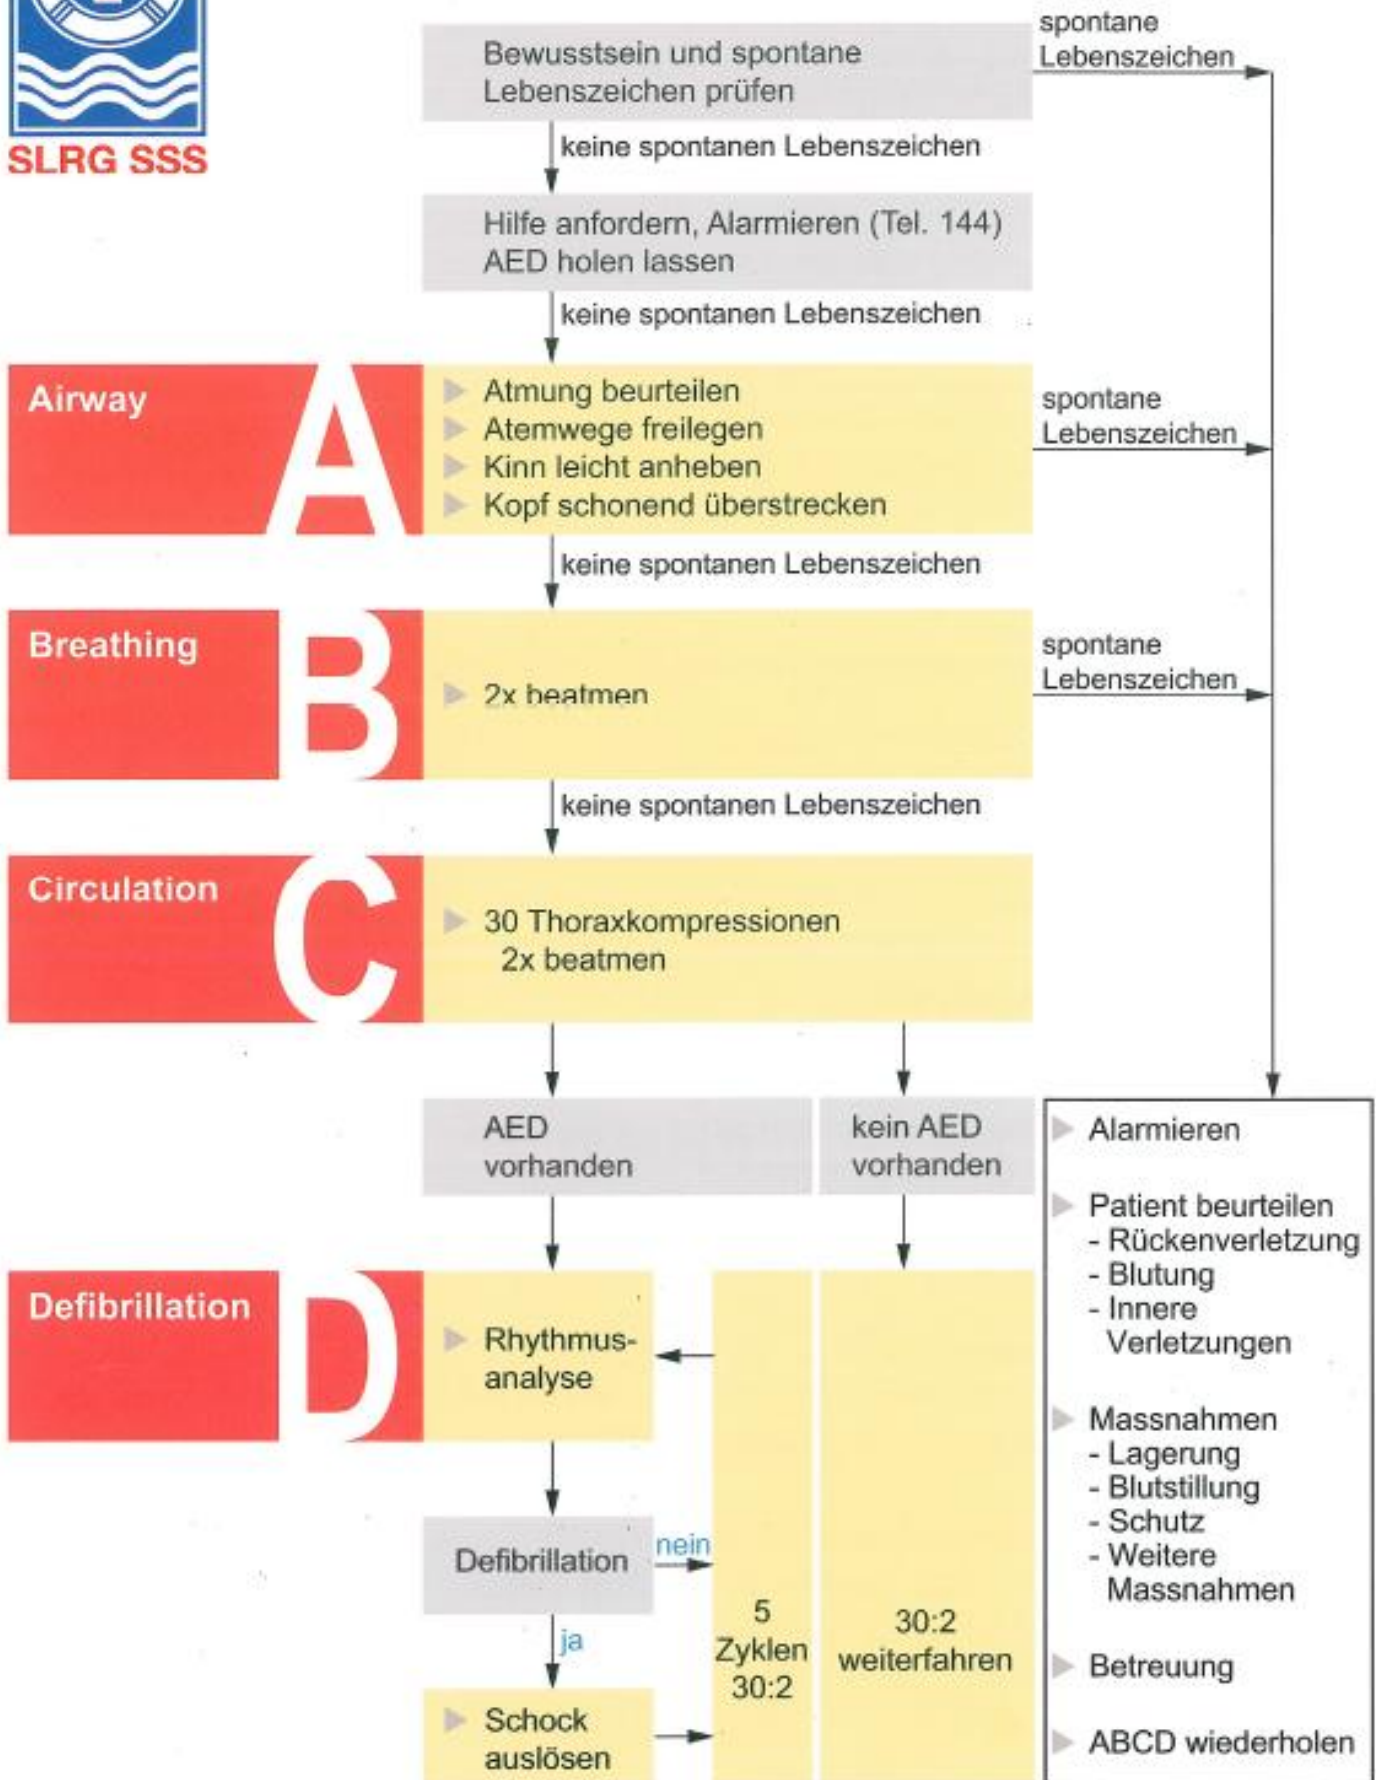 SLRG SSS
Bewusstsein und spontane
Lebenszeichen prüfen
spontane
Lebenszeichen
keine spontanen Lebenszeichen
Hilfe anfordern, Alarmieren (Tel. 144)
AED holen lassen
keine spontanen Lebenszeichen
Airway
A
Atmung beurteilen
Atemwege freilegen
Kinn leicht anheben
Kopf schonend überstrecken
spontane
Lebenszeichen
keine spontanen Lebenszeichen
Breathing
B
2x beatmen
spontane
Lebenszeichen
keine spontanen Lebenszeichen
Circulation
C
30 Thoraxkompressionen
2x beatmen
AED
vorhanden
kein AED
vorhanden
Defibrillation
D
Rhythmus-
analyse
Defibrillation
nein
ja
Schock
auslösen
5
Zyklen
30:2
30:2
weiterfahren
Alarmieren
Patient beurteilen
- Rückenverletzung
- Blutung
- Innere
Verletzungen
Massnahmen
- Lagerung
- Blutstillung
- Schutz
- Weitere
Massnahmen
Betreuung
ABCD wiederholen